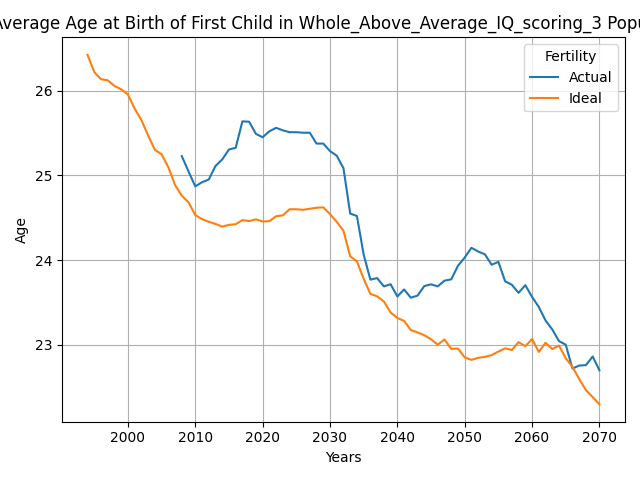 Average Age at Birth of First Child in Whole_Above_Average_IQ_scoring_3
Fertility
Actual
Ideal
26
25
24
23
Age
2000 2010 2020 2030 2040 2050 2060 2070
Years